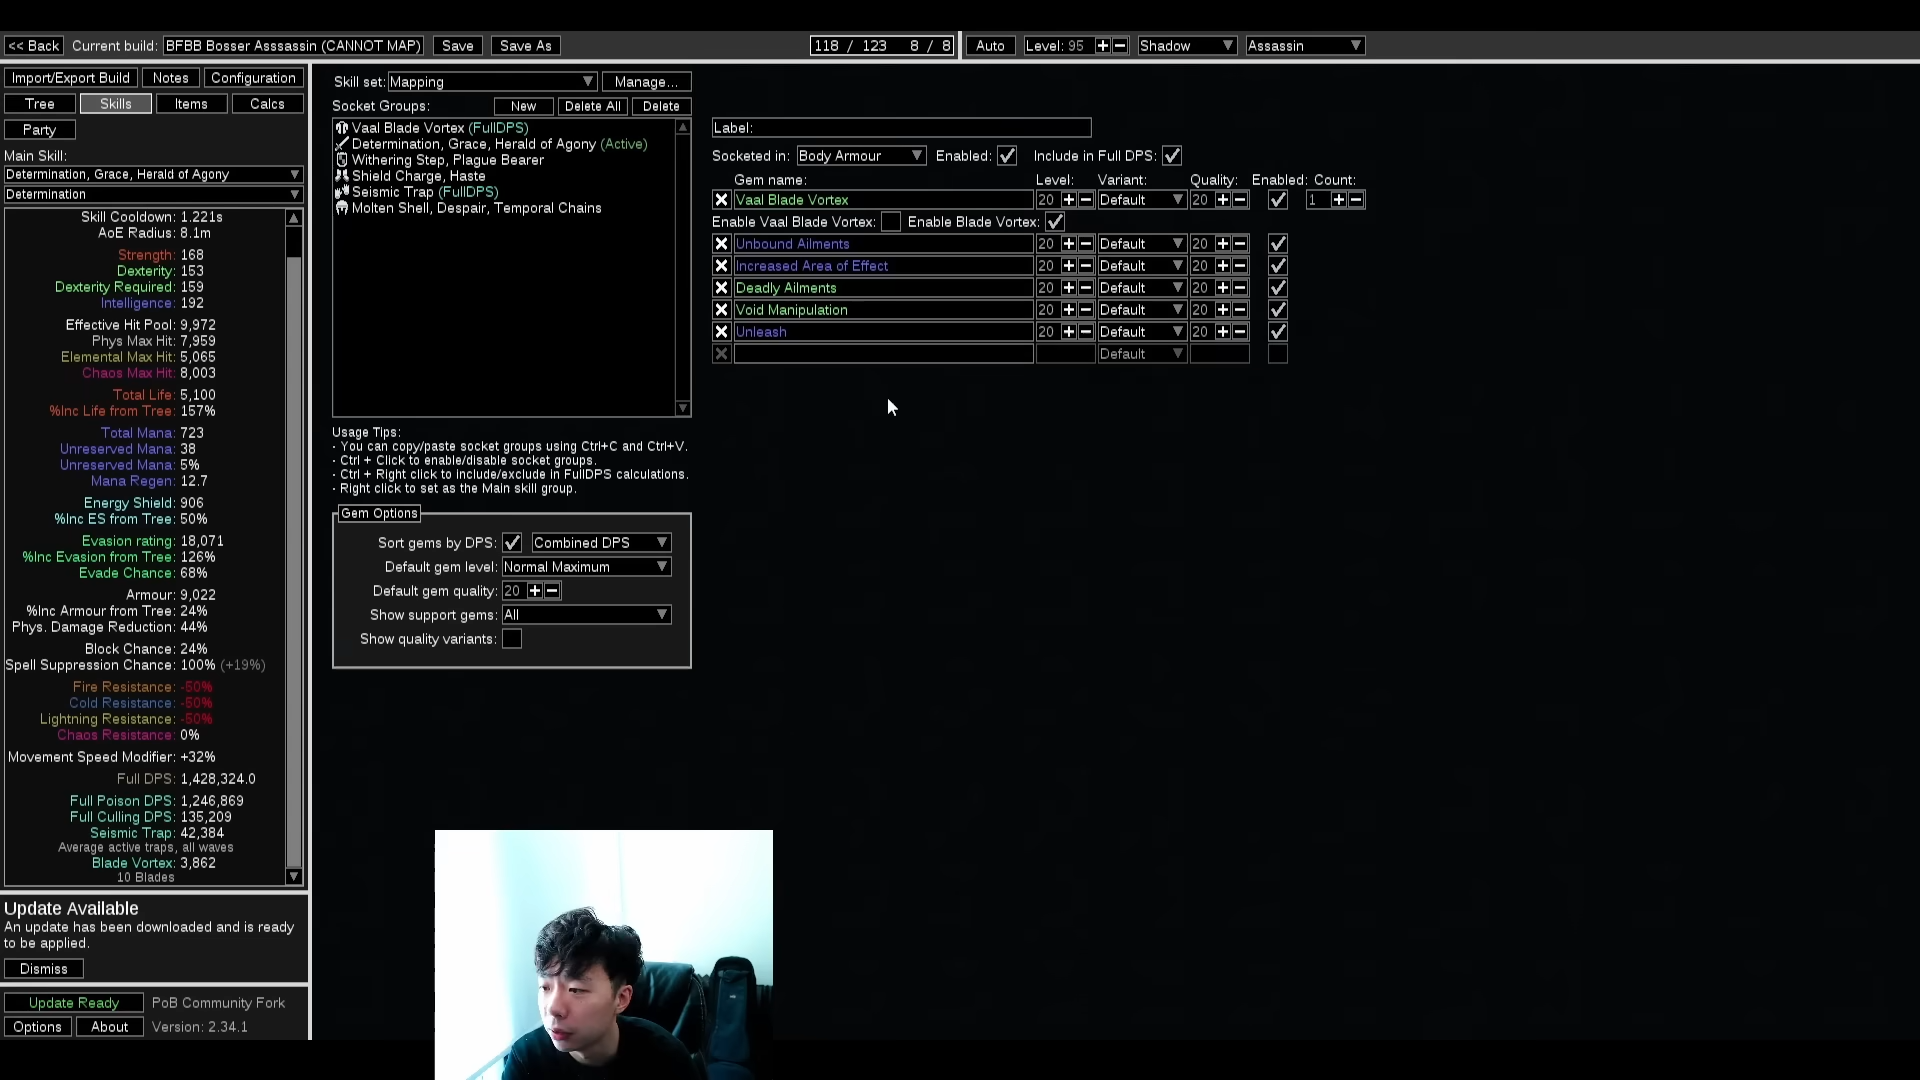 << Back Current build: BFBB Bosser Asssassin (CANNOT MAP) Save Save As 118 / 123 8 / 8 Auto Level: 95 Shadow Assassin
Import/Export Build Notes Configuration
Tree Skills Items Calcs
Party
Main Skill:
Determination, Grace, Herald of Agony
Determination
Skill Cooldown: 1.221s
AoE Radius: 8.1m
Strength: 168
Dexterity: 153
Dexterity Required: 159
Intelligence: 192
Effective Hit Pool: 9,972
Phys Max Hit: 7,959
Elemental Max Hit: 5,065
Chaos Max Hit: 8,003
Total Life: 5,100
%Inc Life from Tree: 157%
Total Mana: 723
Unreserved Mana: 38
Unreserved Mana: 5%
Mana Regen: 12.7
Energy Shield: 906
%Inc ES from Tree: 50%
Evasion rating: 18,071
%Inc Evasion from Tree: 126%
Evade Chance: 68%
Armour: 9,022
%Inc Armour from Tree: 24%
Phys. Damage Reduction: 44%
Block Chance: 24%
Spell Suppression Chance: 100% (+19%)
Fire Resistance: -50%
Cold Resistance: -50%
Lightning Resistance: -50%
Chaos Resistance: 0%
Movement Speed Modifier: +32%
Full DPS: 1,428,324.0
Full Poison DPS: 1,246,869
Full Culling DPS: 135,209
Seismic Trap: 42,384
Average active traps, all waves
Blade Vortex: 3,862
10 Blades
Update Available
An update has been downloaded and is ready
to be applied.
Dismiss
Update Ready PoB Community Fork
Options About Version: 2.34.1
Skill set: Mapping Manage...
Socket Groups: New Delete All Delete
Vaal Blade Vortex (FullDPS)
Determination, Grace, Herald of Agony (Active)
Withering Step, Plague Bearer
Shield Charge, Haste
Seismic Trap (FullDPS)
Molten Shell, Despair, Temporal Chains
Usage Tips:
- You can copy/paste socket groups using Ctrl+C and Ctrl+V.
- Ctrl + Click to enable/disable socket groups.
- Ctrl + Right click to include/exclude in FullDPS calculations.
- Right click to set as the Main skill group.
Gem Options
Sort gems by DPS: Combined DPS
Default gem level: Normal Maximum
Default gem quality: 20
Show support gems: All
Show quality variants:
Label:
Socketed in: Body Armour Enabled: Include in Full DPS:
Gem name: Level: Variant: Quality: Enabled: Count:
Vaal Blade Vortex 20 Default 20 1
Enable Vaal Blade Vortex: Enable Blade Vortex:
Unbound Ailments 20 Default 20
Increased Area of Effect 20 Default 20
Deadly Ailments 20 Default 20
Void Manipulation 20 Default 20
Unleash 20 Default 20
Default